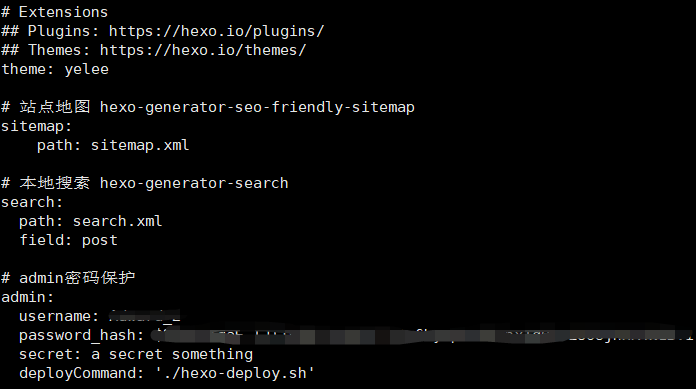 # Extensions
## Plugins: https://hexo.io/plugins/
## Themes: https://hexo.io/themes/
theme: yelee
# 站点地图 hexo-generator-seo-friendly-sitemap
sitemap:
    path: sitemap.xml
# 本地搜索 hexo-generator-search
search:
  path: search.xml
  field: post
# admin密码保护
admin:
  username:
  password_hash:
  secret: a secret something
  deployCommand: './hexo-deploy.sh'